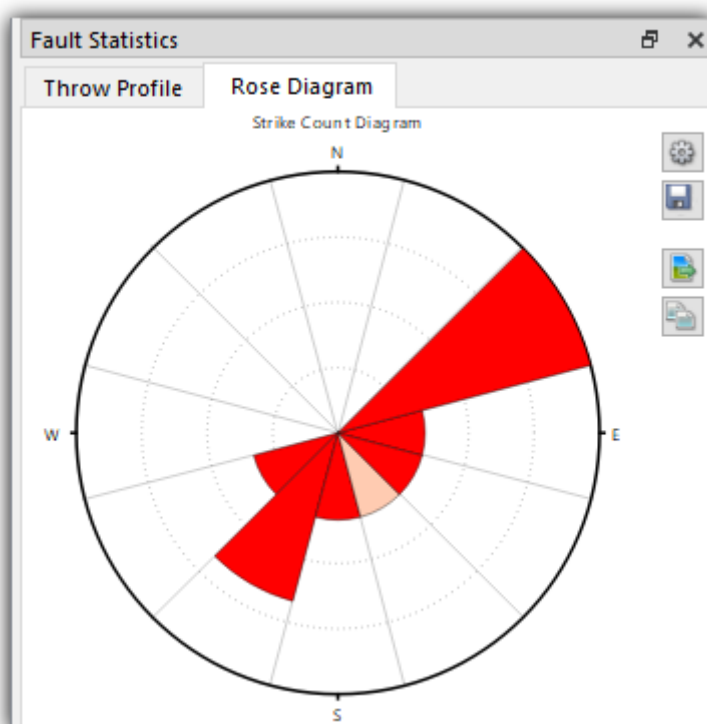 Fault Statistics
Throw Profile
Rose Diagram
Strike Count Diagram
N
W
E
S